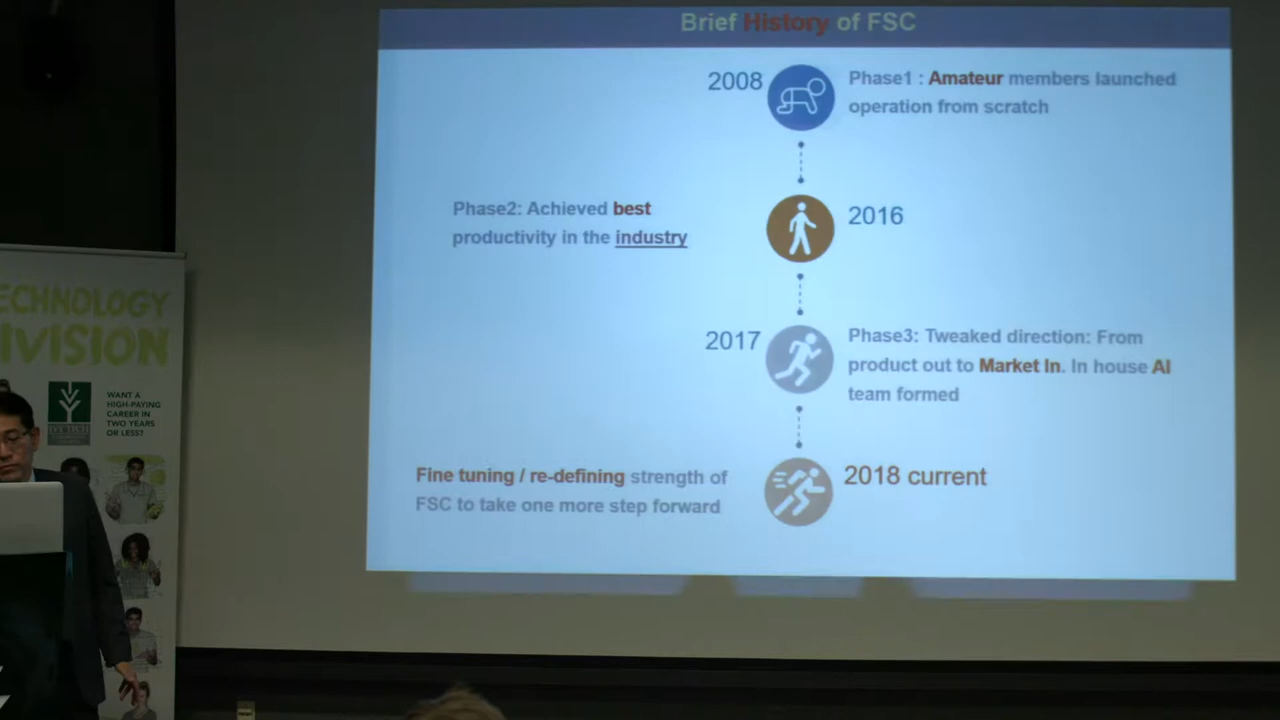 Brief History of FSC
2008
Phase1 : Amateur members launched
operation from scratch
Phase2: Achieved best
productivity in the industry
2016
2017
Phase3: Tweaked direction: From
product out to Market In. In house AI
team formed
Fine tuning / re-defining strength of
FSC to take one more step forward
2018 current
ECHNOLOGY
IVISION
WANT A
HIGH-PAYING
CAREER IN
TWO YEARS
OR LESS?